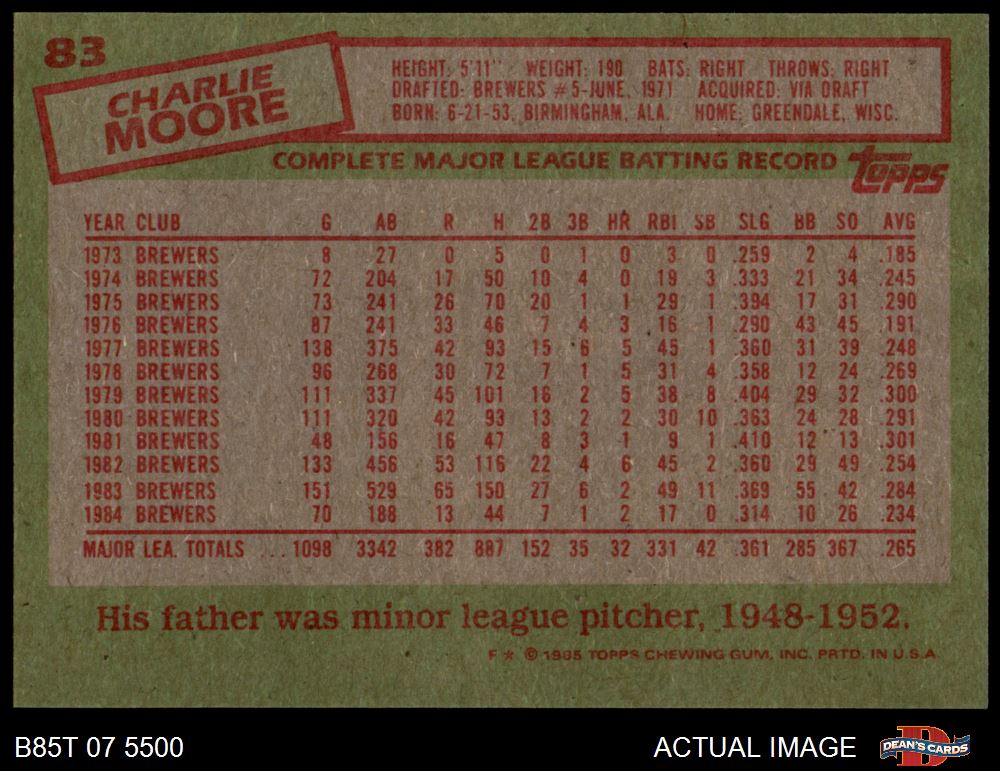 83
CHARLIE
MOORE
HEIGHT: 5'11" WEIGHT: 190 BATS: RIGHT THROWS: RIGHT
DRAFTED: BREWERS #5-JUNE, 1971 ACQUIRED: VIA DRAFT
BORN: 6-21-53, BIRMINGHAM, ALA. HOME: GREENDALE, WISC.
COMPLETE MAJOR LEAGUE BATTING RECORD topps
YEAR CLUB G AB R H 2B 3B HR RBI SB SLG BB SO AVG
1973 BREWERS 8 27 0 5 0 1 0 3 0 .259 2 4 .185
1974 BREWERS 72 204 17 50 10 4 0 19 3 .333 21 34 .245
1975 BREWERS 73 241 26 70 20 1 1 29 1 .394 17 31 .290
1976 BREWERS 87 241 33 46 7 4 3 16 1 .290 43 45 .191
1977 BREWERS 138 375 42 93 15 6 5 45 1 .360 31 39 .248
1978 BREWERS 96 268 30 72 7 1 5 31 4 .358 12 24 .269
1979 BREWERS 111 337 45 101 16 2 5 38 8 .404 29 32 .300
1980 BREWERS 111 320 42 93 13 2 2 30 10 .363 24 28 .291
1981 BREWERS 48 156 16 47 8 3 1 9 1 .410 12 13 .301
1982 BREWERS 133 456 53 116 22 4 6 45 2 .360 29 49 .254
1983 BREWERS 151 529 65 150 27 6 2 49 11 .369 55 42 .284
1984 BREWERS 70 188 13 44 7 1 2 17 0 .314 10 26 .234
MAJOR LEA. TOTALS ... 1098 3342 382 887 152 35 32 331 42 .361 285 367 .265
His father was minor league pitcher, 1948-1952.
F * © 1985 TOPPS CHEWING GUM, INC. PRTD. IN U.S.A.
B85T 07 5500 ACTUAL IMAGE DEAN'S CARDS